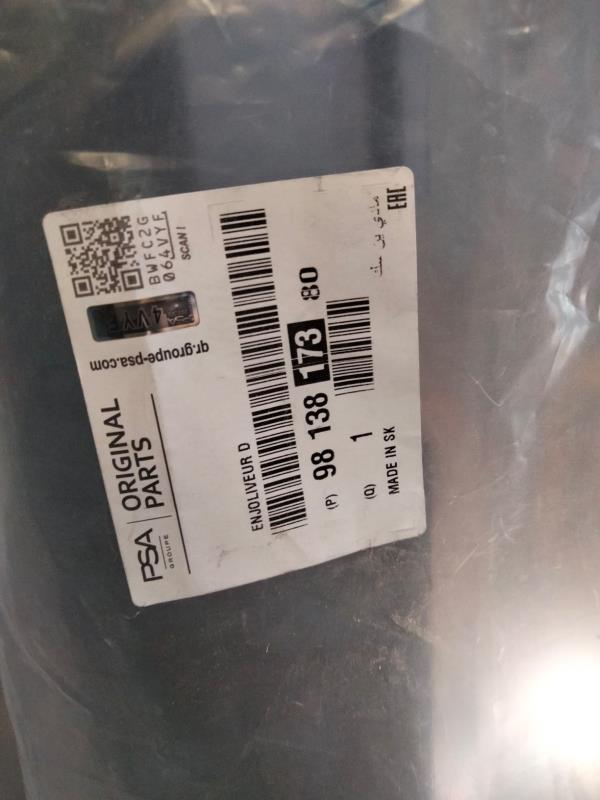 PSA
GROUPE
ORIGINAL
PARTS
qr.groupe-psa.com
4VYF
BWFC2G
064VYF
SCAN!
ENJOLIVEUR D
(P) 98 138 173 80
(Q) 1
MADE IN SK
EAC